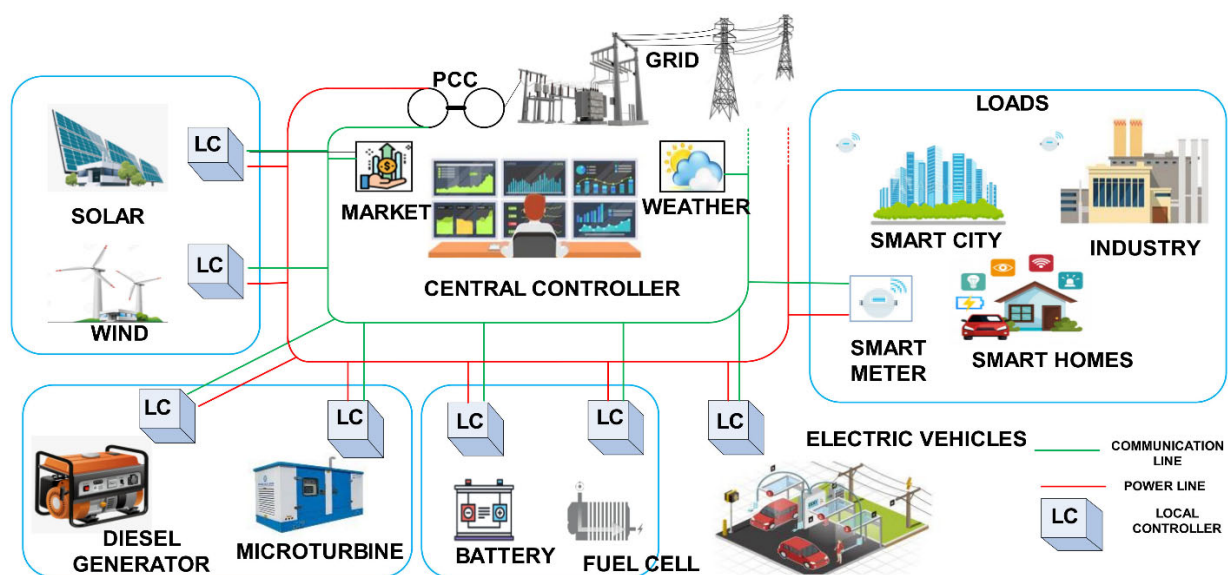 GRID
PCC
LOADS
LC
SOLAR
MARKET
WEATHER
SMART CITY
INDUSTRY
LC
WIND
CENTRAL CONTROLLER
SMART
METER
SMART HOMES
LC
LC
LC
LC
LC
DIESEL
GENERATOR
MICROTURBINE
BATTERY
FUEL CELL
ELECTRIC VEHICLES
COMMUNICATION
LINE
POWER LINE
LC
LOCAL
CONTROLLER